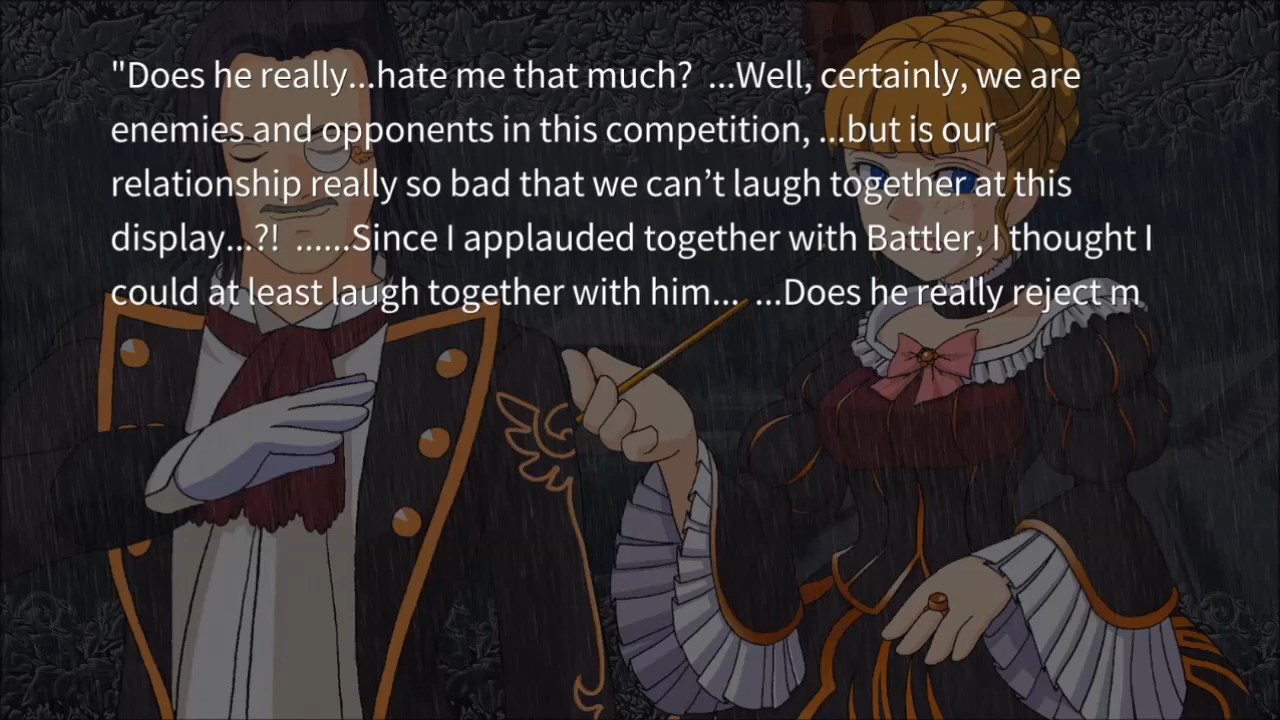 "Does he really...hate me that much?  ...Well, certainly, we are
enemies and opponents in this competition, ...but is our
relationship really so bad that we can’t laugh together at this
display...?!  ......Since I applauded together with Battler, I thought I
could at least laugh together with him...  ...Does he really reject m